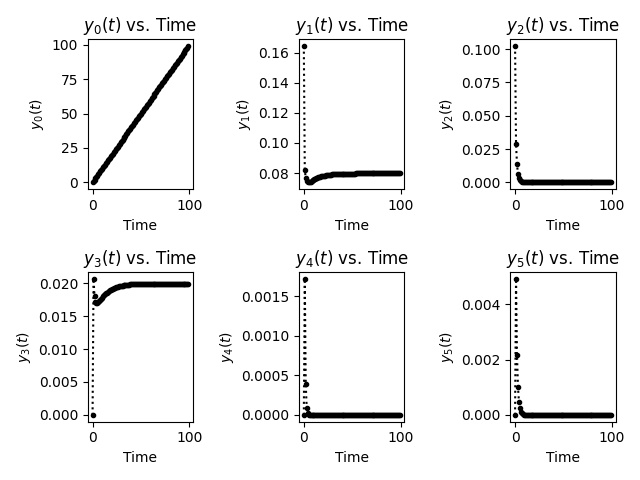 y₀(t) vs. Time
y₁(t) vs. Time
y₂(t) vs. Time
100
75
50
25
0
y₀(t)
0
100
Time
0.16
0.14
0.12
0.10
0.08
y₁(t)
0
100
Time
0.100
0.075
0.050
0.025
0.000
y₂(t)
0
100
Time
y₃(t) vs. Time
y₄(t) vs. Time
y₅(t) vs. Time
0.020
0.015
0.010
0.005
0.000
y₃(t)
0
100
Time
0.0015
0.0010
0.0005
0.0000
y₄(t)
0
100
Time
0.004
0.002
0.000
y₅(t)
0
100
Time